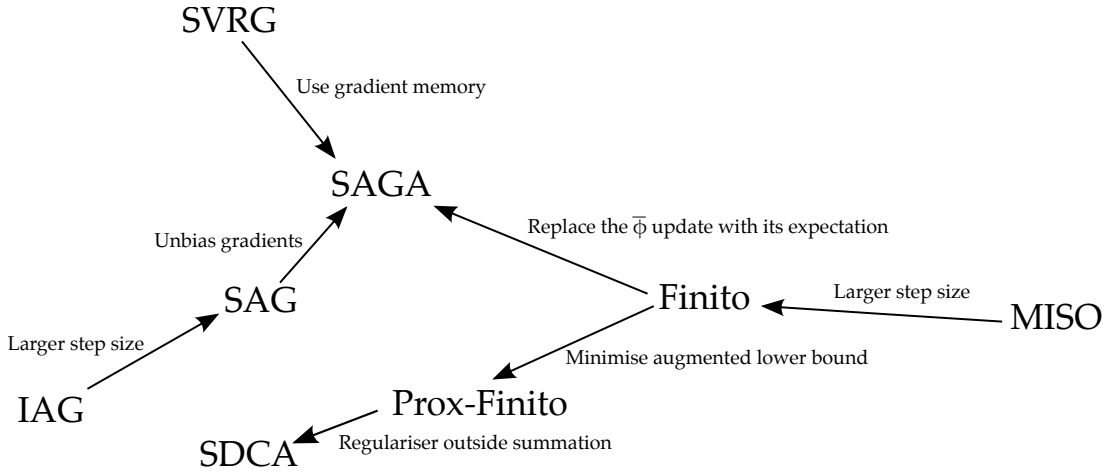 SVRG
Use gradient memory
SAGA
Replace the ϕ̅ update with its expectation
Unbias gradients
SAG
Finito
Larger step size
MISO
Larger step size
Minimise augmented lower bound
IAG
Prox-Finito
SDCA
Regulariser outside summation